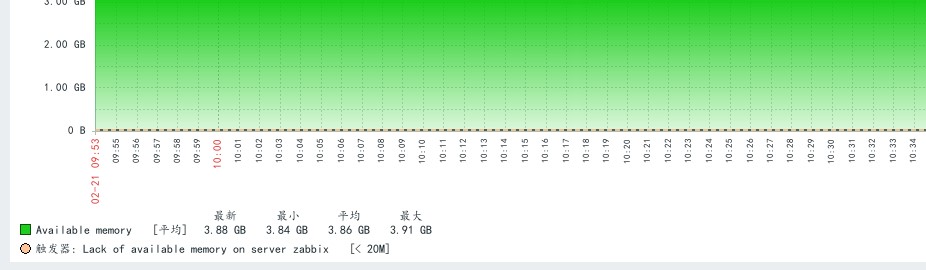 3.00 GB
2.00 GB
1.00 GB
0 B
02-21 09:53 09:55 09:56 09:57 09:58 09:59 10:00 10:01 10:02 10:03 10:04 10:05 10:06 10:07 10:08 10:09 10:10 10:11 10:12 10:13 10:14 10:15 10:16 10:17 10:18 10:19 10:20 10:21 10:22 10:23 10:24 10:25 10:26 10:27 10:28 10:29 10:30 10:31 10:32 10:33 10:34
最新 最小 平均 最大
Available memory [平均] 3.88 GB 3.84 GB 3.86 GB 3.91 GB
触发器: Lack of available memory on server zabbix [< 20M]